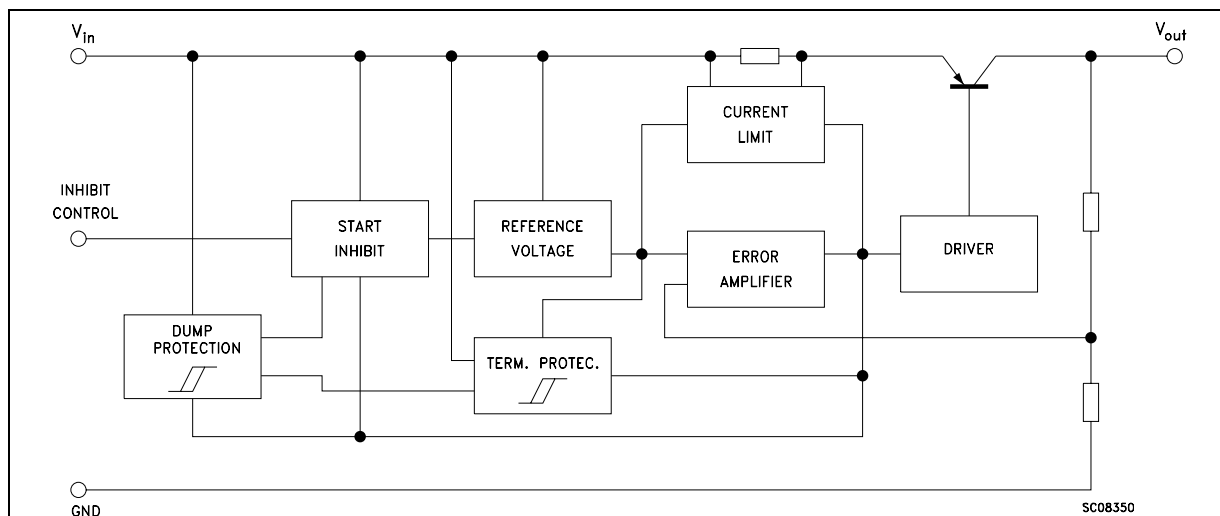 Vin
Vout
CURRENT
LIMIT
INHIBIT
CONTROL
START
INHIBIT
REFERENCE
VOLTAGE
ERROR
AMPLIFIER
DRIVER
DUMP
PROTECTION
TERM. PROTEC.
GND
SC08350